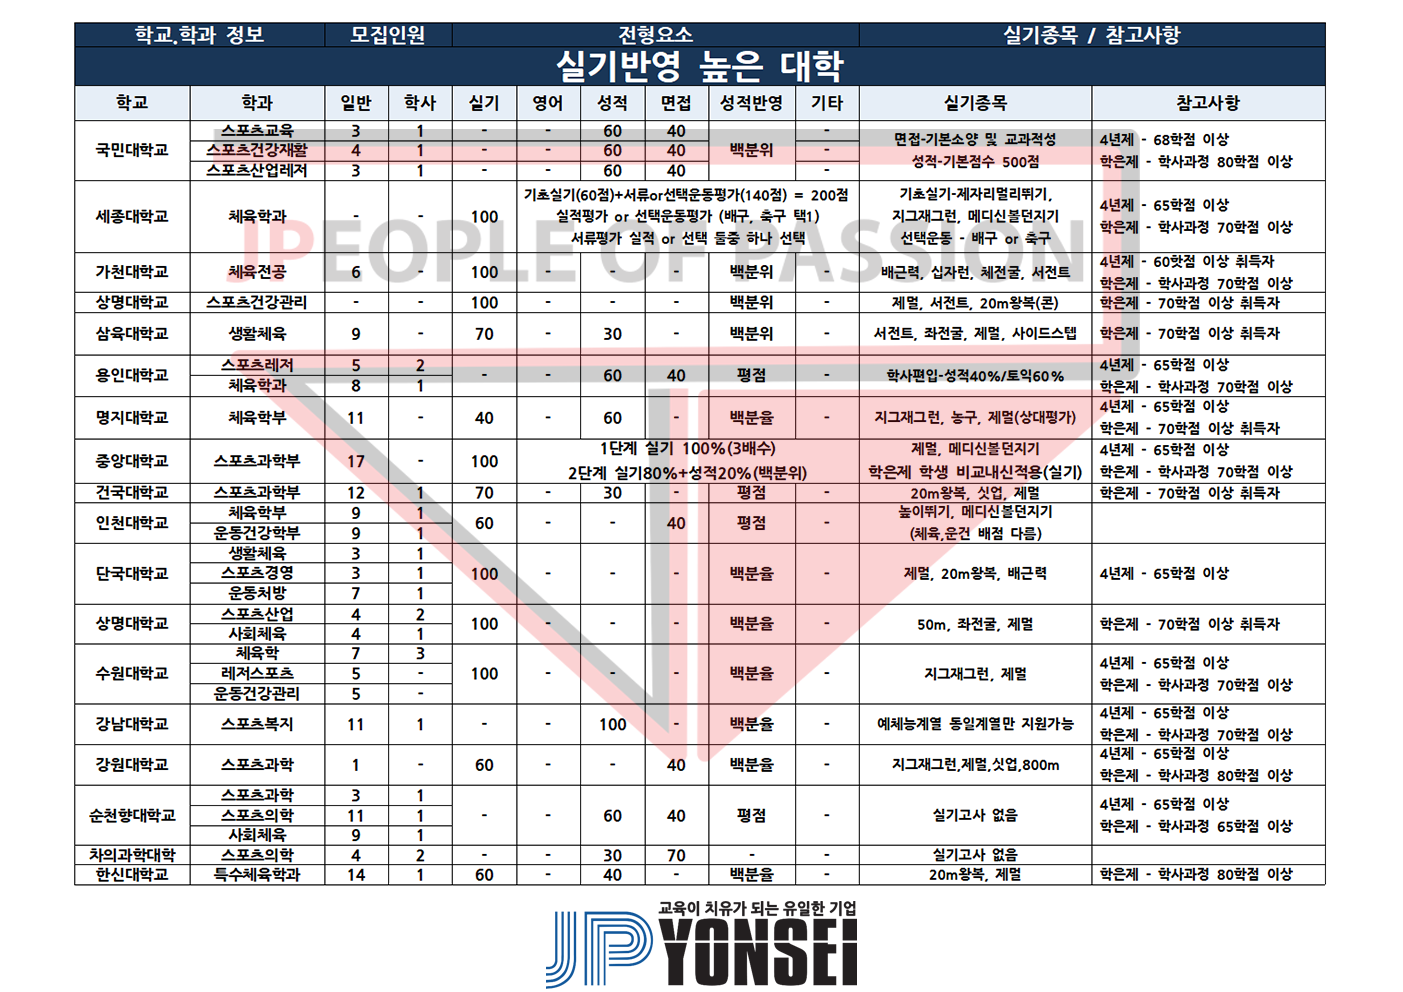 학교.학과 정보 모집인원 전형요소 실기종목 / 참고사항
실기반영 높은 대학
학교 학과 일반 학사 실기 영어 성적 면접 성적반영 기타 실기종목 참고사항
국민대학교 스포츠교육 3 1 - - 60 40 백분위 - 면접-기본소양 및 교과적성 4년제 - 68학점 이상
스포츠건강재활 4 1 - - 60 40 - 성적-기본점수 500점 학은제 - 학사과정 80학점 이상
스포츠산업레저 3 1 - - 60 40 -
세종대학교 체육학과 - - 100 기초실기(60점)+서류or선택운동평가(140점) = 200점 기초실기-제자리멀리뛰기, 4년제 - 65학점 이상
실적평가 or 선택운동평가 (배구, 축구 택1) 지그재그런, 메디신볼던지기 학은제 - 학사과정 70학점 이상
서류평가 실적 or 선택 둘중 하나 선택 선택운동 - 배구 or 축구
JPEOPLE OF PASSION
가천대학교 체육전공 6 - 100 - - - 백분위 - 배근력, 십자런, 체전굴, 서전트 4년제 - 60핫점 이상 취득자
학은제 - 학사과정 70학점 이상
상명대학교 스포츠건강관리 - - 100 - - - 백분위 - 제멀, 서전트, 20m왕복(콘) 학은제 - 70학점 이상 취득자
삼육대학교 생활체육 9 - 70 - 30 - 백분위 - 서전트, 좌전굴, 제멀, 사이드스텝 학은제 - 70학점 이상 취득자
용인대학교 스포츠레저 5 2 - - 60 40 평점 - 학사편입-성적40%/토익60% 4년제 - 65학점 이상
체육학과 8 1 학은제 - 학사과정 70학점 이상
명지대학교 체육학부 11 - 40 - 60 - 백분율 - 지그재그런, 농구, 제멀(상대평가) 4년제 - 65학점 이상
학은제 - 70학점 이상 취득자
중앙대학교 스포츠과학부 17 - 100 1단계 실기 100%(3배수) 제멀, 메디신볼던지기 4년제 - 65학점 이상
2단계 실기80%+성적20%(백분위) 학은제 학생 비교내신적용(실기) 학은제 - 학사과정 70학점 이상
건국대학교 스포츠과학부 12 1 70 - 30 - 평점 - 20m왕복, 싯업, 제멀 학은제 - 70학점 이상 취득자
인천대학교 체육학부 9 1 60 - - 40 평점 - 높이뛰기, 메디신볼던지기
운동건강학부 9 1 (체육,운건 배점 다름)
단국대학교 생활체육 3 1 100 - - - 백분율 - 제멀, 20m왕복, 배근력 4년제 - 65학점 이상
스포츠경영 3 1
운동처방 7 1
상명대학교 스포츠산업 4 2 100 - - - 백분율 - 50m, 좌전굴, 제멀 학은제 - 70학점 이상 취득자
사회체육 4 1
수원대학교 체육학 7 3 100 - - - 백분율 - 지그재그런, 제멀 4년제 - 65학점 이상
레저스포츠 5 - 학은제 - 학사과정 70학점 이상
운동건강관리 5 -
강남대학교 스포츠복지 11 1 - - 100 - 백분율 - 예체능계열 동일계열만 지원가능 4년제 - 65학점 이상
학은제 - 학사과정 70학점 이상
강원대학교 스포츠과학 1 - 60 - - 40 백분율 - 지그재그런,제멀,싯업,800m 4년제 - 65학점 이상
학은제 - 학사과정 80학점 이상
순천향대학교 스포츠과학 3 1 - - 60 40 평점 - 실기고사 없음 4년제 - 65학점 이상
스포츠의학 11 1 학은제 - 학사과정 65학점 이상
사회체육 9 1
차의과학대학 스포츠의학 4 2 - - 30 70 - - 실기고사 없음
한신대학교 특수체육학과 14 1 60 - 40 - 백분율 - 20m왕복, 제멀 학은제 - 학사과정 80학점 이상
교육이 치유가 되는 유일한 기업
JP YONSEI